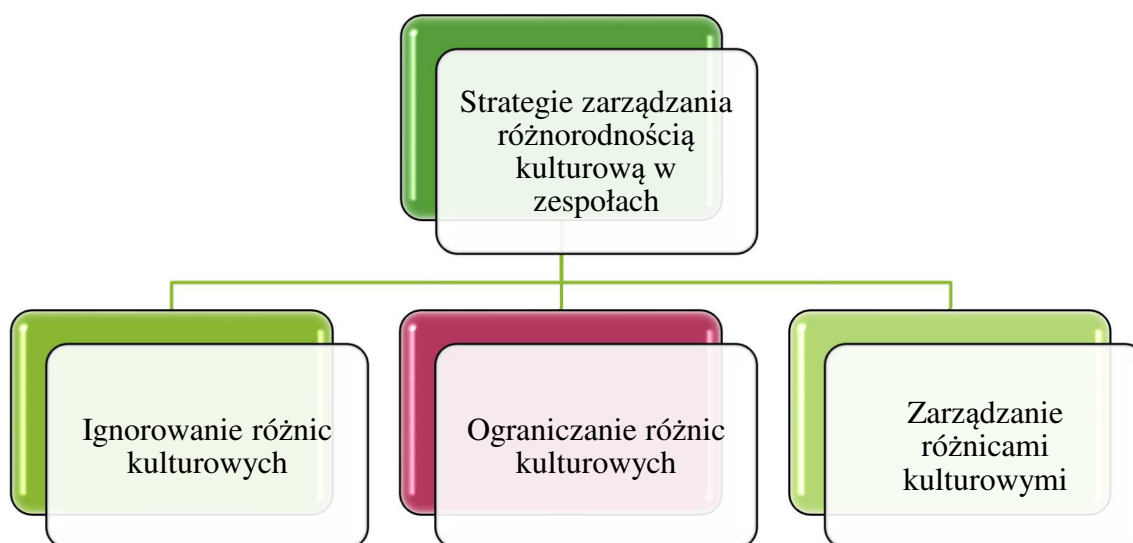 Strategie zarządzania
różnorodnością
kulturową w
zespołach
Ignorowanie różnic
kulturowych
Ograniczanie różnic
kulturowych
Zarządzanie
różnicami
kulturowymi